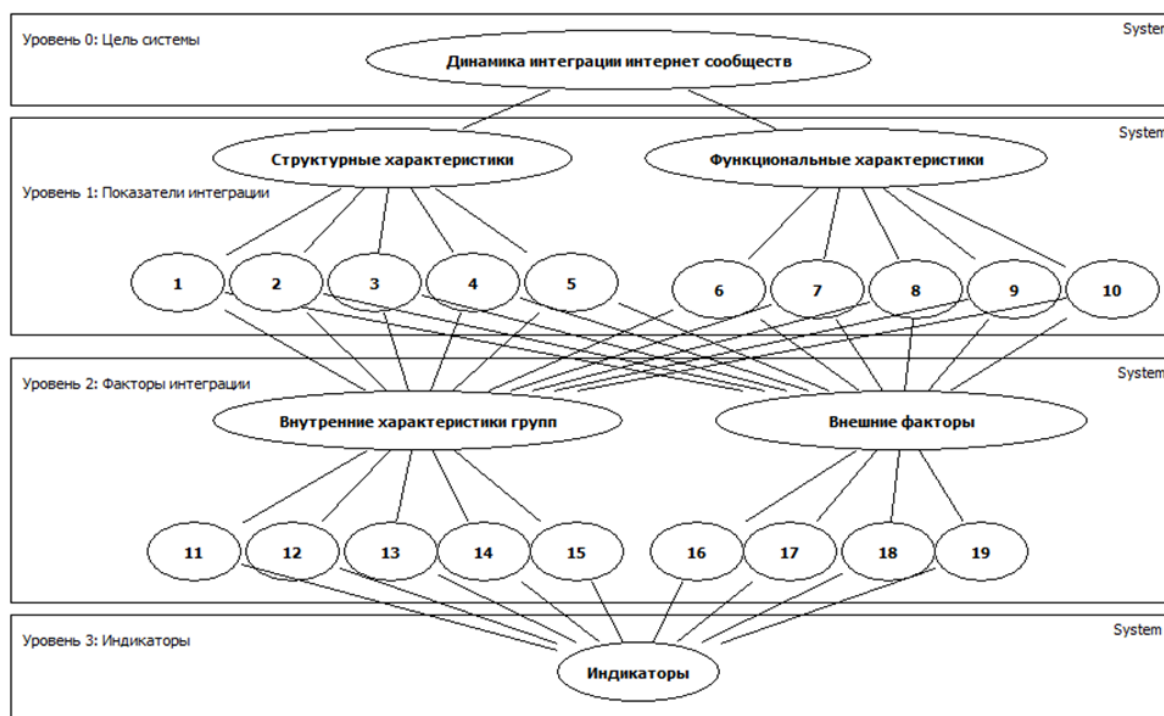 System
Уровень 0: Цель системы
Динамика интеграции интернет сообществ
System
Структурные характеристики
Функциональные характеристики
Уровень 1: Показатели интеграции
1 2 3 4 5 6 7 8 9 10
System
Уровень 2: Факторы интеграции
Внутренние характеристики групп
Внешние факторы
11 12 13 14 15 16 17 18 19
System
Уровень 3: Индикаторы
Индикаторы